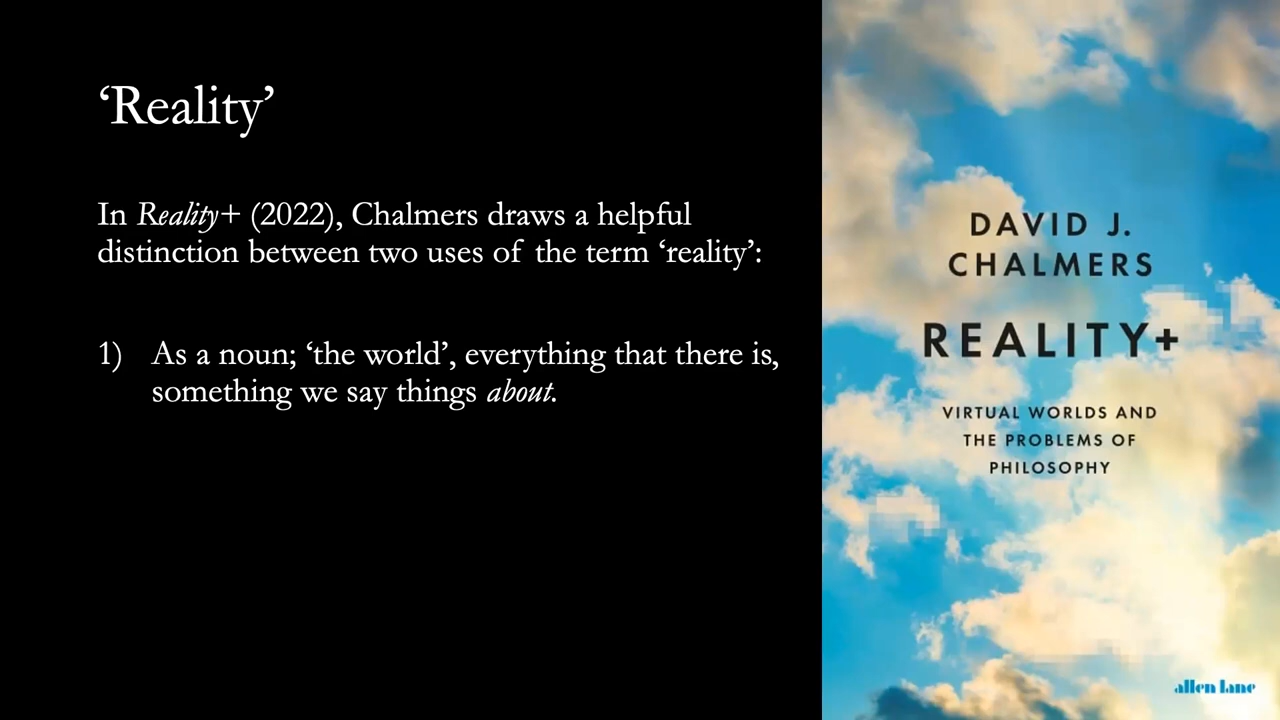 ‘Reality’
In Reality+ (2022), Chalmers draws a helpful
distinction between two uses of the term ‘reality’:
1) As a noun; ‘the world’, everything that there is,
something we say things about.
DAVID J.
CHALMERS
REALITY+
VIRTUAL WORLDS AND
THE PROBLEMS OF
PHILOSOPHY
allen lane